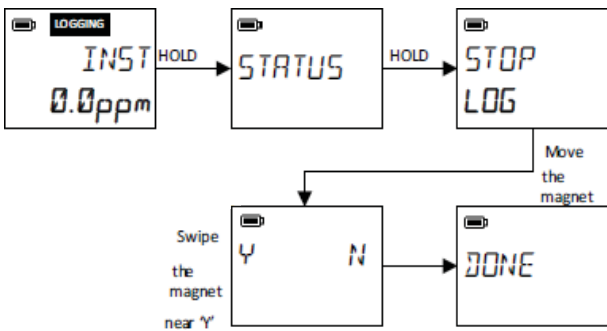 LOGGING
INST
0.0ppm
HOLD
STATUS
HOLD
STOP
LOG
Move
the
magnet
Swipe
the
magnet
near 'Y'
Y N
DONE